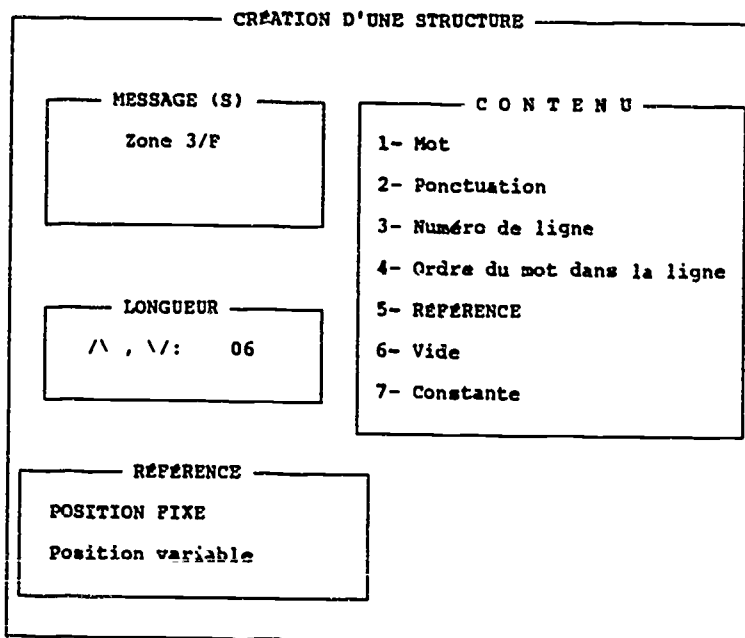 CRÉATION D'UNE STRUCTURE
MESSAGE (S)
Zone 3/F
C O N T E N U
1- Mot
2- Ponctuation
3- Numéro de ligne
4- Ordre du mot dans la ligne
5- RÉFÉRENCE
6- Vide
7- Constante
LONGUEUR
/\ , \/: 06
RÉFÉRENCE
POSITION FIXE
Position variable